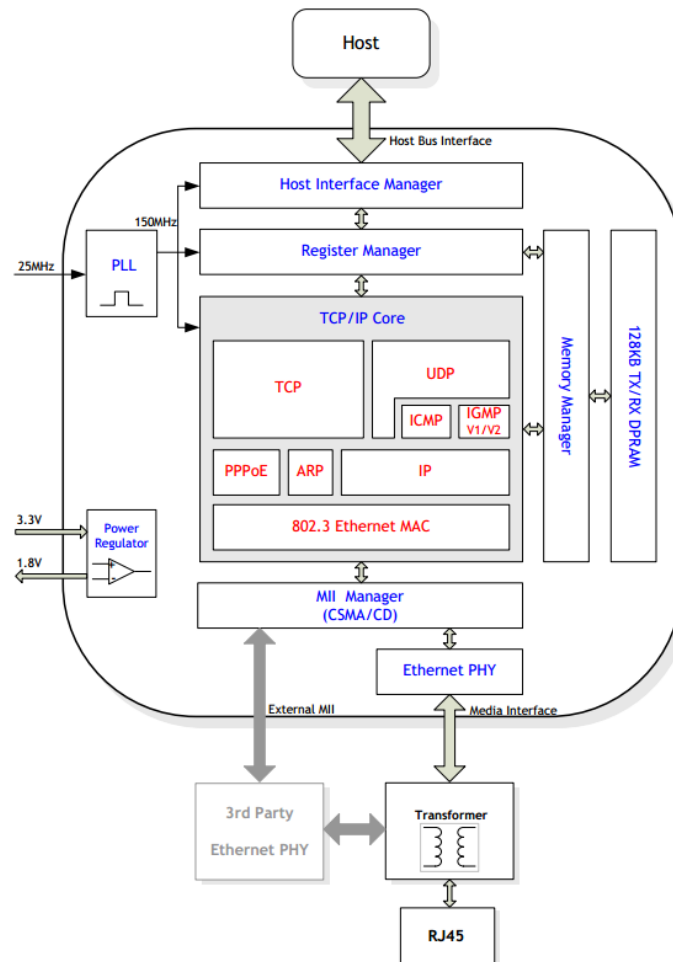 Host
Host Bus Interface
Host Interface Manager
150MHz
Register Manager
PLL
25MHz
TCP/IP Core
TCP
UDP
ICMP
IGMP
V1/V2
PPPoE
ARP
IP
802.3 Ethernet MAC
Memory Manager
128KB TX/RX DPRAM
3.3V
Power
Regulator
1.8V
MII Manager
(CSMA/CD)
Ethernet PHY
External MII
Media Interface
3rd Party
Ethernet PHY
Transformer
RJ45